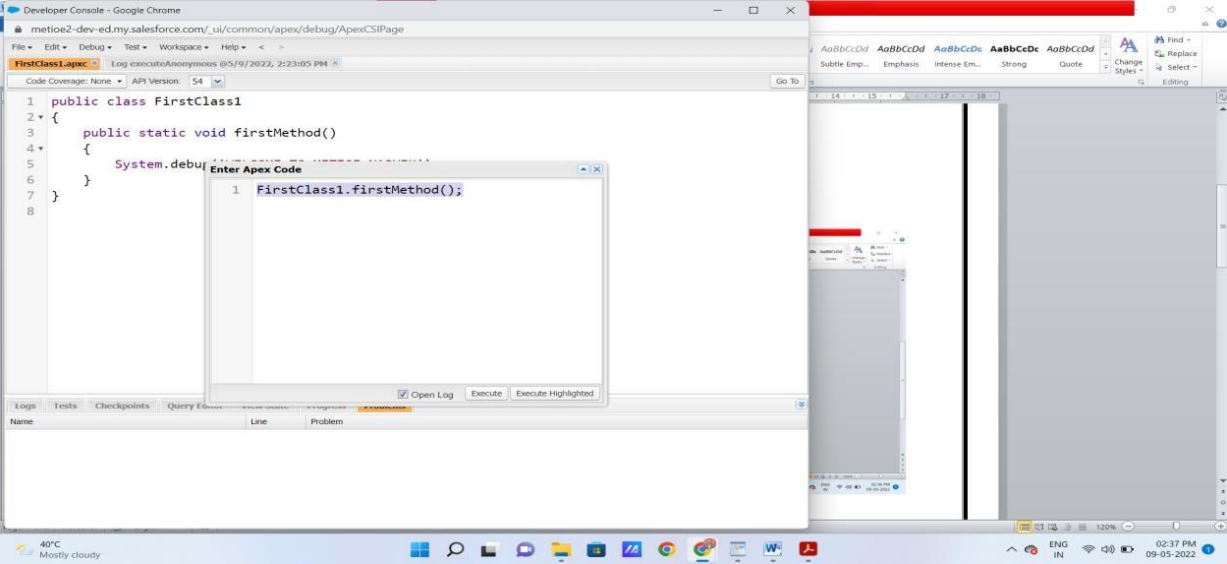 Developer Console - Google Chrome
metioe2-dev-ed.my.salesforce.com/_ui/common/apex/debug/ApexCSIPage
File Edit Debug Test Workspace Help < >
FirstClass1.apxc Log executeAnonymous @5/9/2022, 2:23:05 PM
Code Coverage: None API Version: 54 Go To
1 public class FirstClass1
2 {
3 public static void firstMethod()
4 {
5 System.debug
6 }
7 }
8
Enter Apex Code
1 FirstClass1.firstMethod();
Open Log Execute Execute Highlighted
Logs Tests Checkpoints Query Editor View State Progress Problems
Name Line Problem
AaBbCcDd AaBbCcDd AaBbCcDc AaBbCcDc AaBbCcDd
Subtle Emp... Emphasis Intense Em... Strong Quote
Change Styles
Find
Replace
Select
Editing
14 15 17 18
120%
40°C
Mostly cloudy
ENG
IN
02:37 PM
09-05-2022
1